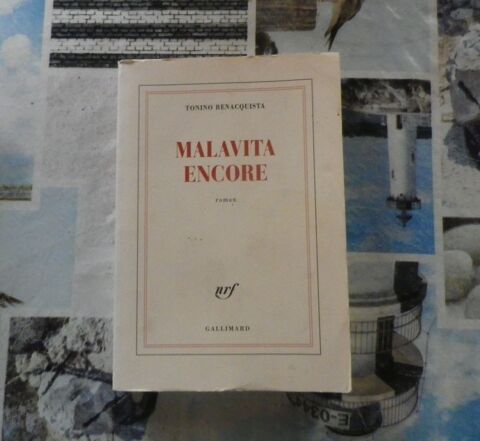 TONINO BENACQUISTA
MALAVITA
ENCORE
roman
nrf
GALLIMARD